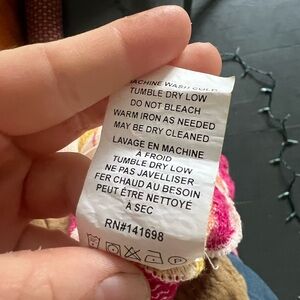 MACHINE WASH COLD
TUMBLE DRY LOW
DO NOT BLEACH
WARM IRON AS NEEDED
MAY BE DRY CLEANED
LAVAGE EN MACHINE
À FROID
TUMBLE DRY LOW
NE PAS JAVELLISER
FER CHAUD AU BESOIN
PEUT ÉTRE NETTOYÉ
A SEC
RN#141698
P